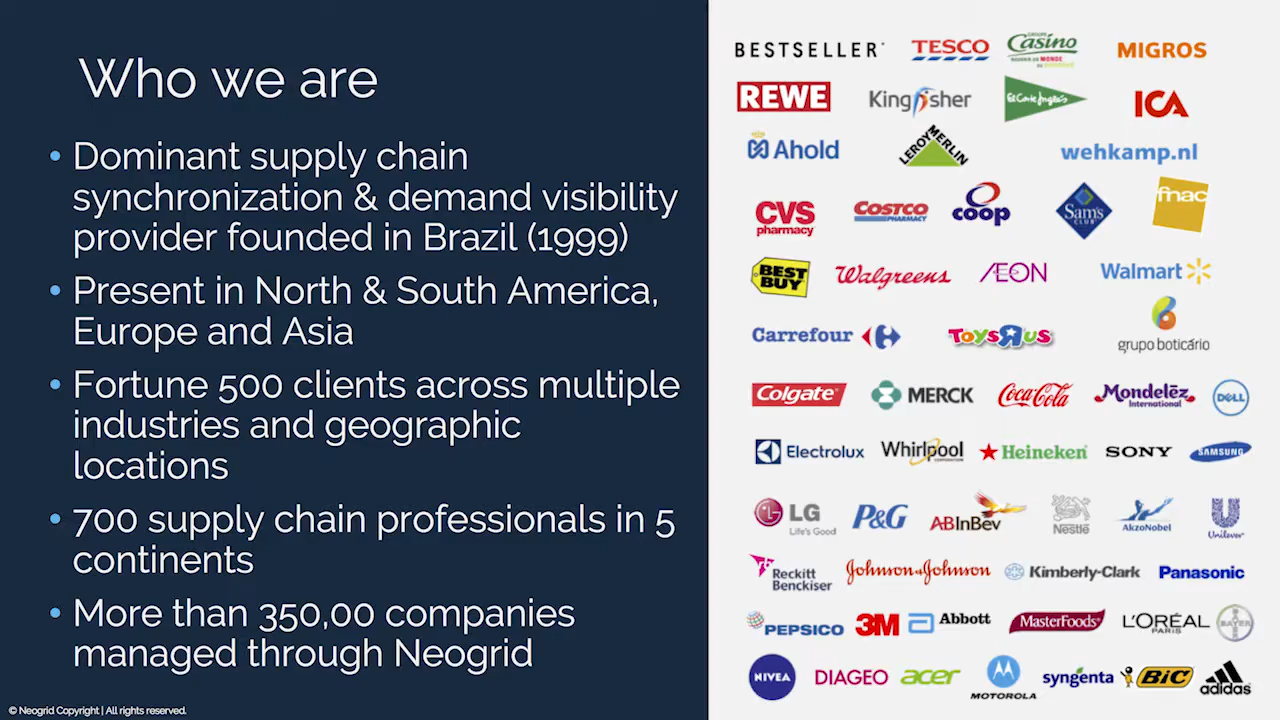 Who we are
• Dominant supply chain
synchronization & demand visibility
provider founded in Brazil (1999)
• Present in North & South America,
Europe and Asia
• Fortune 500 clients across multiple
industries and geographic
locations
• 700 supply chain professionals in 5
continents
• More than 350,00 companies
managed through Neogrid
© Neogrid Copyright | All rights reserved.
BESTSELLER TESCO Casino MIGROS
REWE Kingfisher El Corte Inglés ICA
Ahold LEROY MERLIN wehkamp.nl
CVS pharmacy COSTCO PHARMACY coop Sam's CLUB fnac
BEST BUY Walgreens ÆON Walmart
Carrefour Toys R Us grupo boticário
Colgate MERCK Coca-Cola Mondelēz International DELL
Electrolux Whirlpool CORPORATION Heineken SONY SAMSUNG
LG Life's Good P&G ABInBev Nestlé AkzoNobel Unilever
rb Reckitt Benckiser Johnson & Johnson Kimberly-Clark Panasonic
PEPSICO 3M a Abbott MasterFoods L'ORÉAL PARIS BAYER
NIVEA DIAGEO acer MOTOROLA syngenta BIC adidas